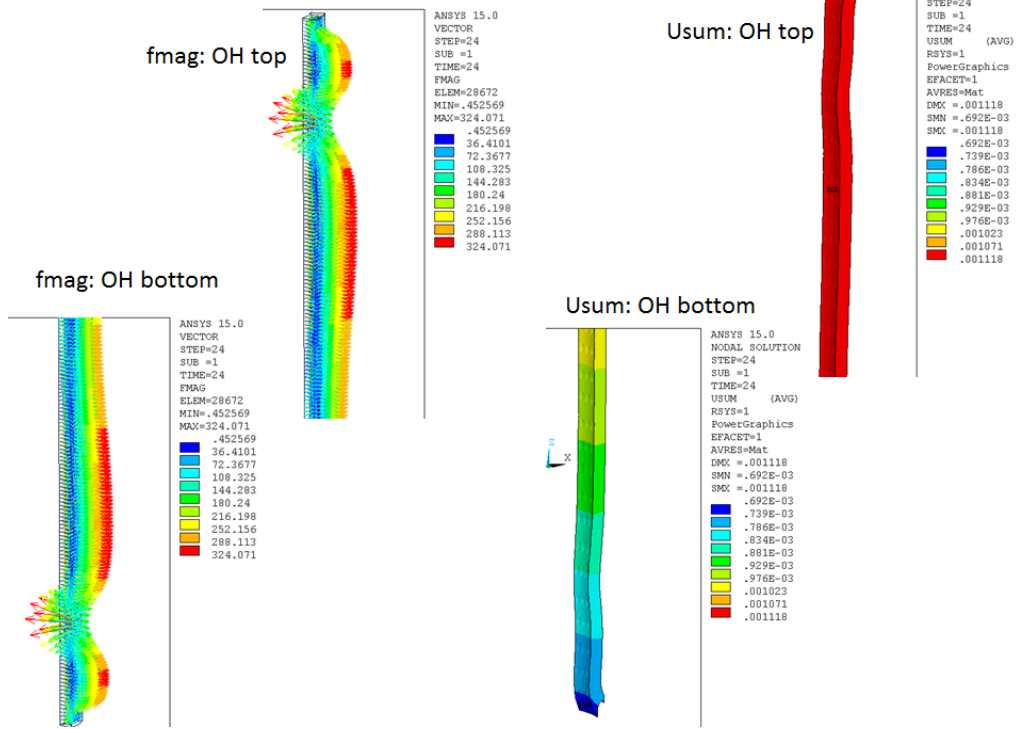 fmag: OH top
ANSYS 15.0
VECTOR
STEP=24
SUB =1
TIME=24
FMAG
ELEM=28672
MIN=.452569
MAX=324.071
.452569
36.4101
72.3677
108.325
144.283
180.24
216.198
252.156
288.113
324.071
Usum: OH top
STEP=24
SUB =1
TIME=24
USUM (AVG)
RSYS=1
PowerGraphics
EFACET=1
AVRES=Mat
DMX =.001118
SMN =.692E-03
SMX =.001118
.692E-03
.739E-03
.786E-03
.834E-03
.881E-03
.929E-03
.976E-03
.001023
.001071
.001118
fmag: OH bottom
ANSYS 15.0
VECTOR
STEP=24
SUB =1
TIME=24
FMAG
ELEM=28672
MIN=.452569
MAX=324.071
.452569
36.4101
72.3677
108.325
144.283
180.24
216.198
252.156
288.113
324.071
Usum: OH bottom
X
ANSYS 15.0
NODAL SOLUTION
STEP=24
SUB =1
TIME=24
USUM (AVG)
RSYS=1
PowerGraphics
EFACET=1
AVRES=Mat
DMX =.001118
SMN =.692E-03
SMX =.001118
.692E-03
.739E-03
.786E-03
.834E-03
.881E-03
.929E-03
.976E-03
.001023
.001071
.001118